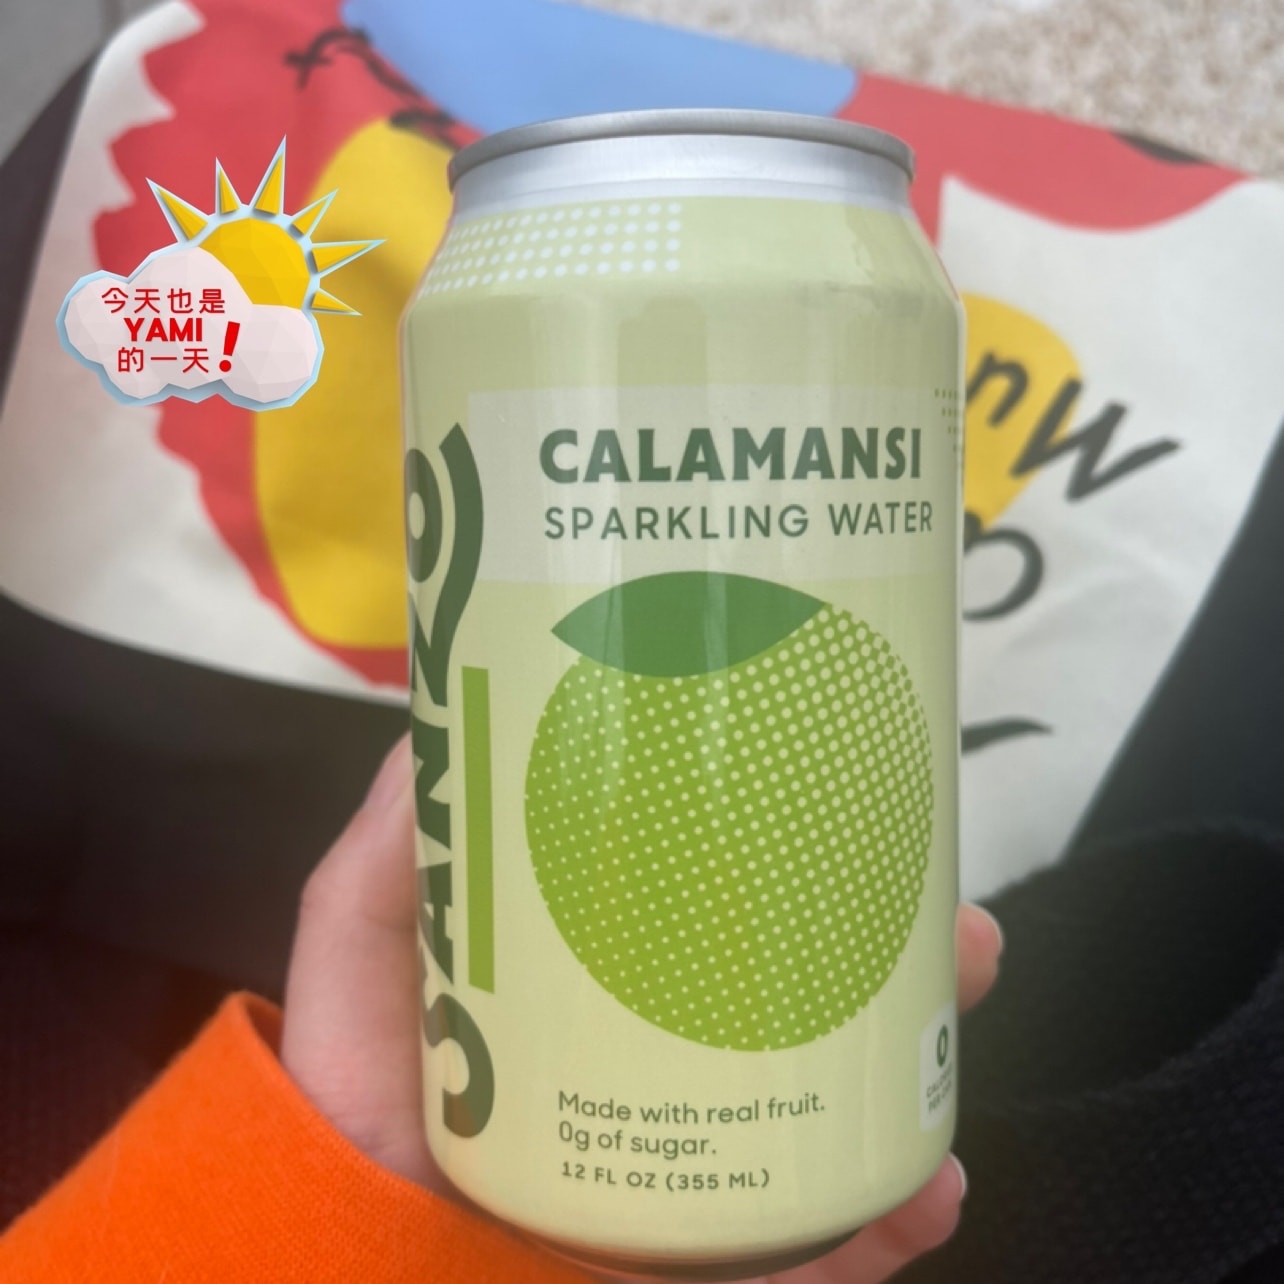 今天也是
YAMI
的一天!
SANZO
CALAMANSI
SPARKLING WATER
Made with real fruit.
0g of sugar.
12 FL OZ (355 ML)
0
nw